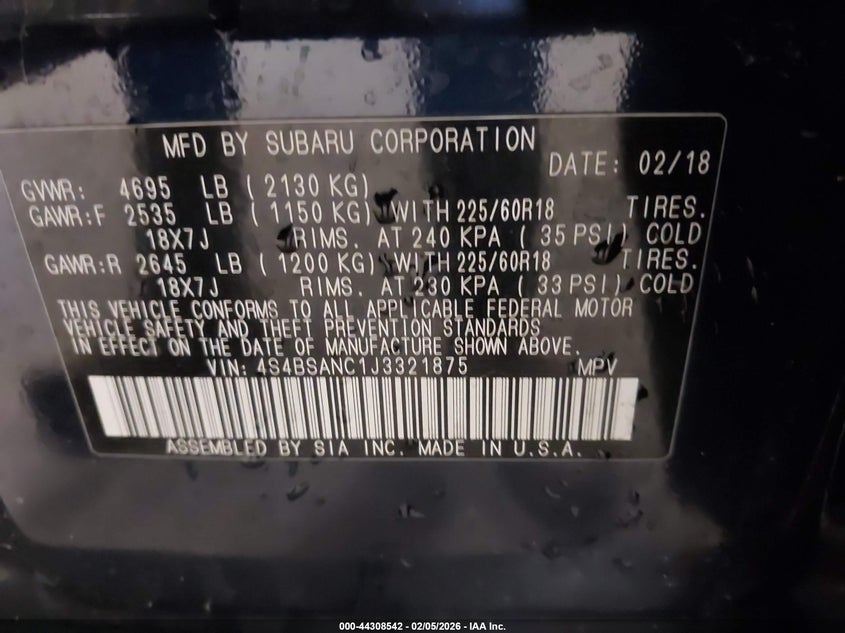 MFD BY SUBARU CORPORATION DATE: 02/18
GVWR: 4695 LB (2130 KG)
GAWR:F 2535 LB (1150 KG) WITH 225/60R18 TIRES.
18X7J RIMS. AT 240 KPA (35 PSI) COLD
GAWR:R 2645 LB (1200 KG) WITH 225/60R18 TIRES.
18X7J RIMS. AT 230 KPA (33 PSI) COLD
THIS VEHICLE CONFORMS TO ALL APPLICABLE FEDERAL MOTOR
VEHICLE SAFETY AND THEFT PREVENTION STANDARDS
IN EFFECT ON THE DATE OF MANUFACTURE SHOWN ABOVE.
VIN: 4S4BSANC1J3321875 MPV
ASSEMBLED BY SIA INC. MADE IN U.S.A.
000-44308542 - 02/05/2026 - IAA Inc.